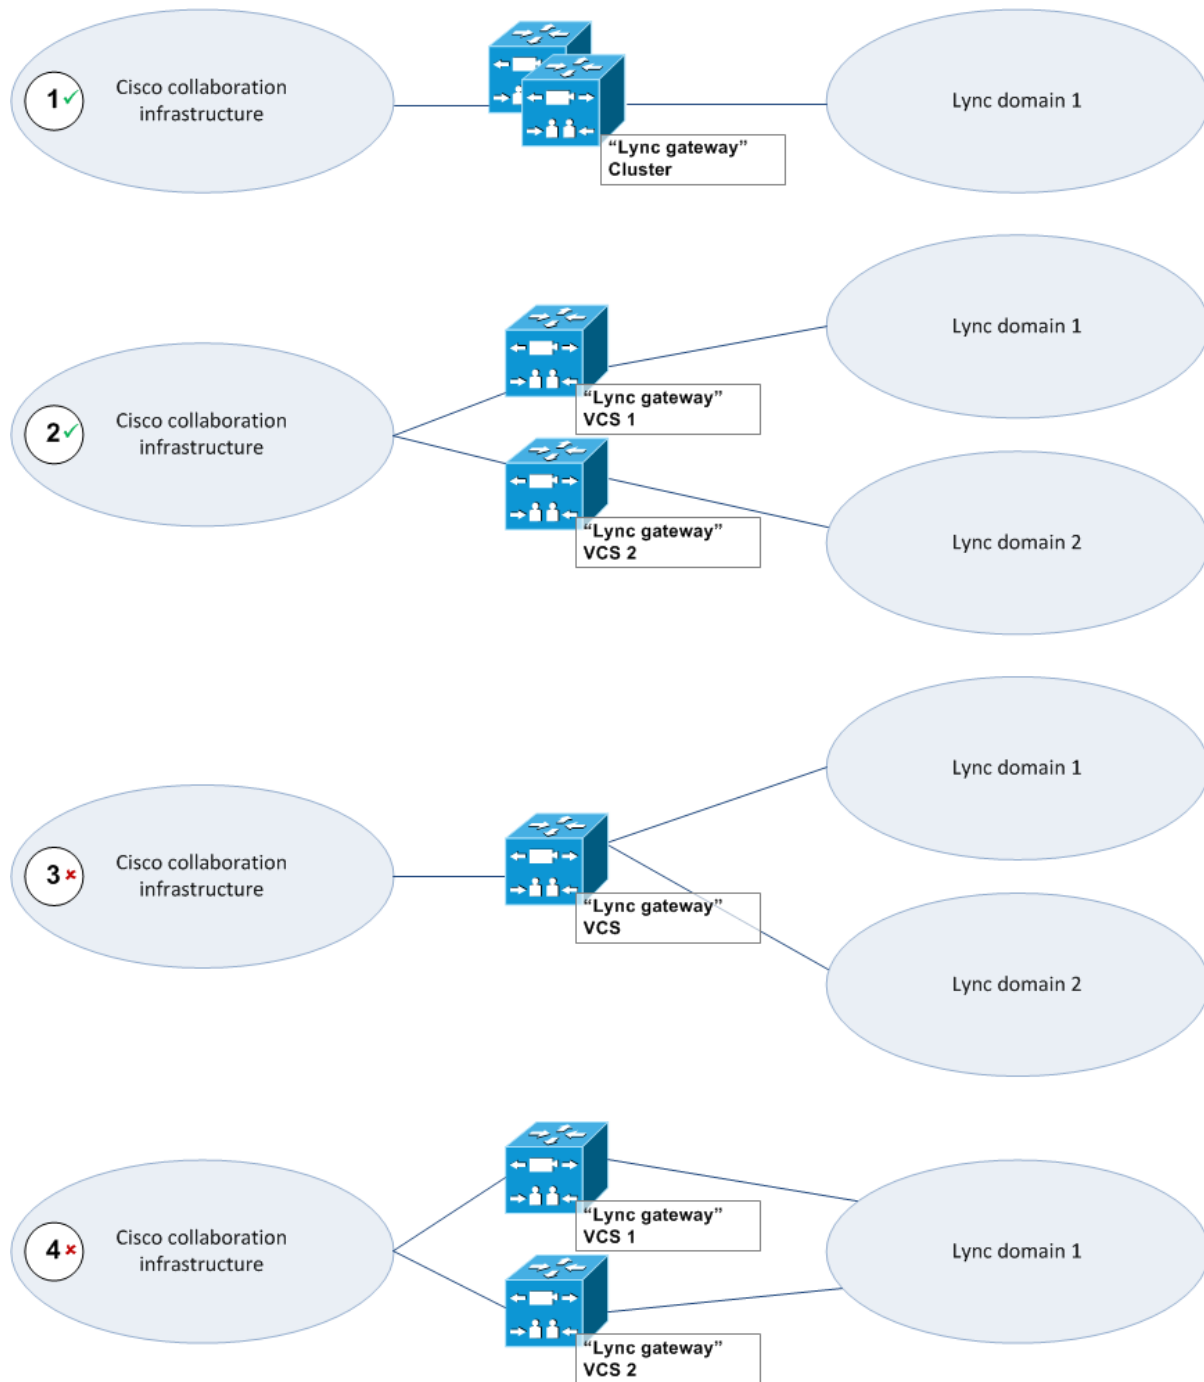 1
Cisco collaboration
infrastructure
“Lync gateway”
Cluster
Lync domain 1
2
Cisco collaboration
infrastructure
“Lync gateway”
VCS 1
“Lync gateway”
VCS 2
Lync domain 1
Lync domain 2
3
Cisco collaboration
infrastructure
“Lync gateway”
VCS
Lync domain 1
Lync domain 2
4
Cisco collaboration
infrastructure
“Lync gateway”
VCS 1
“Lync gateway”
VCS 2
Lync domain 1